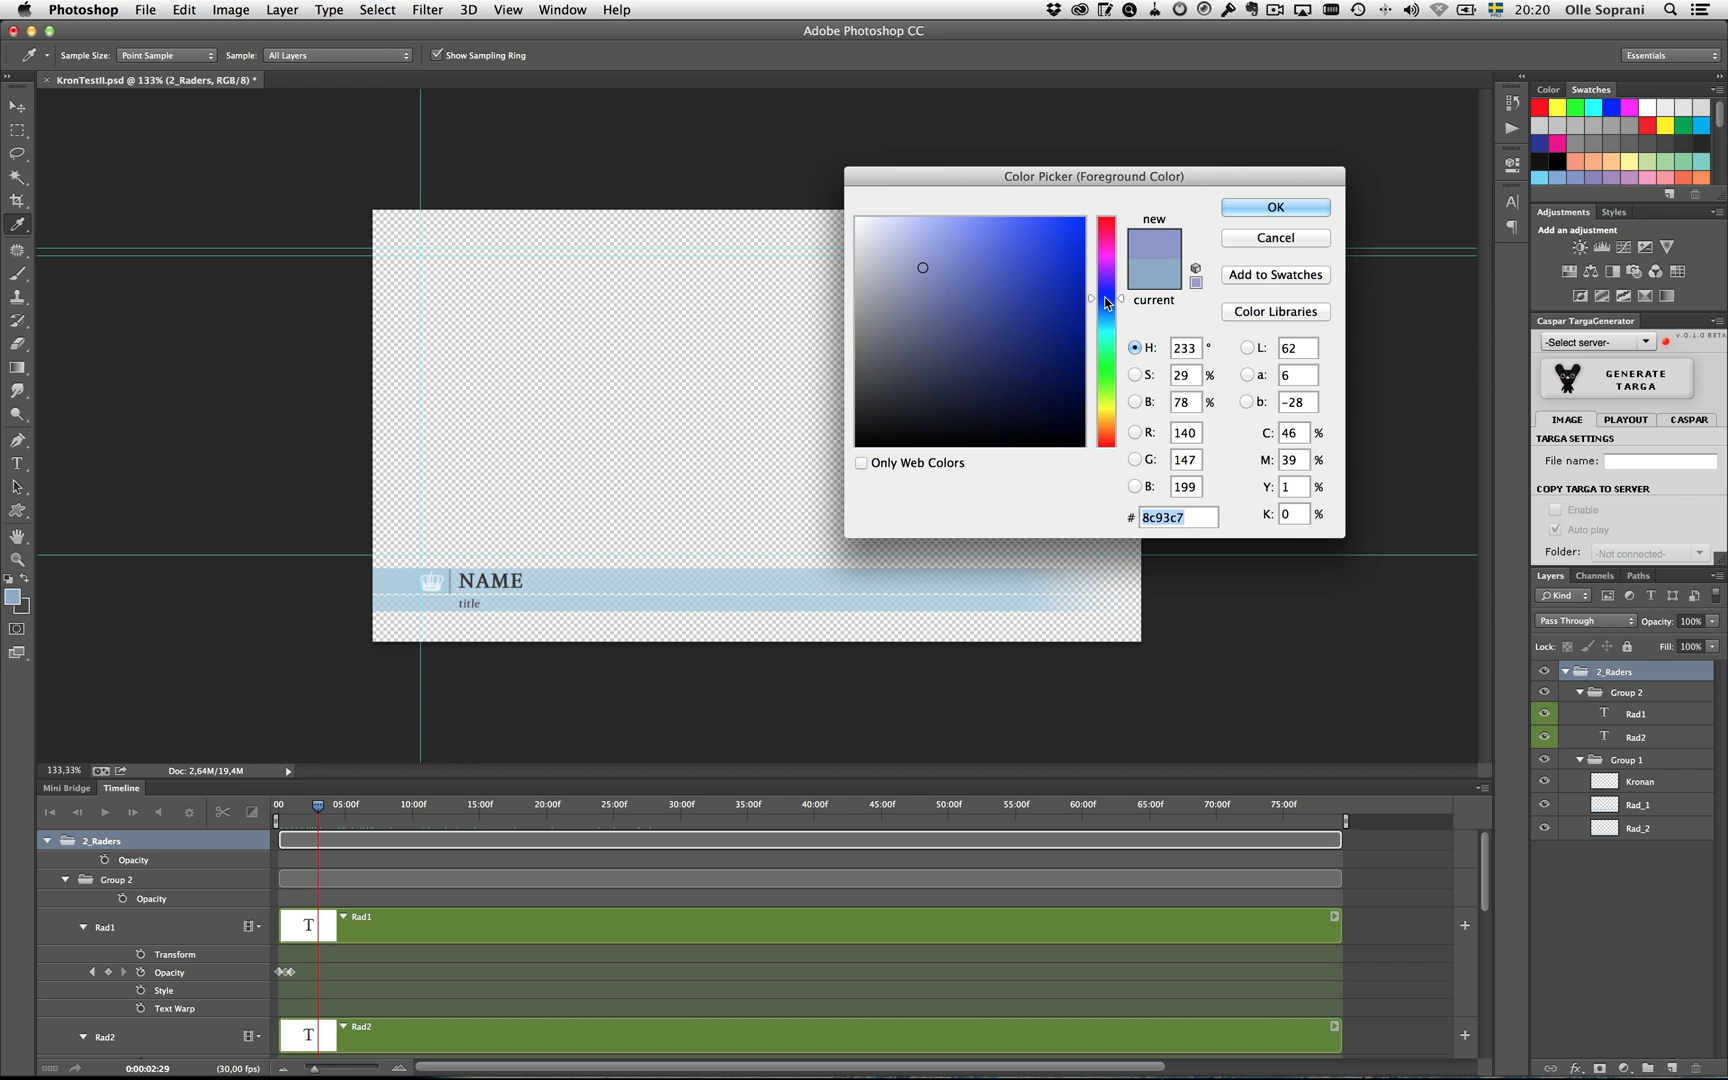 Photoshop File Edit Image Layer Type Select Filter 3D View Window Help 20:20 Olle Soprani
Adobe Photoshop CC
Sample Size: Point Sample Sample: All Layers Show Sampling Ring Essentials
KronTestII.psd @ 133% (2_Raders, RGB/8) *
Color Swatches
Color Picker (Foreground Color)
new
current
OK
Cancel
Add to Swatches
Color Libraries
H: 233 ° L: 62
S: 29 % a: 6
B: 78 % b: -28
R: 140 C: 46 %
G: 147 M: 39 %
B: 199 Y: 1 %
# 8c93c7 K: 0 %
Only Web Colors
Adjustments Styles
Add an adjustment
Caspar TargaGenerator
-Select server- v.0.1.0 BETA
GENERATE
TARGA
IMAGE PLAYOUT CASPAR
TARGA SETTINGS
File name:
COPY TARGA TO SERVER
Enable
Auto play
Folder: -Not connected-
NAME
title
Layers Channels Paths
Kind
Pass Through Opacity: 100%
Lock: Fill: 100%
2_Raders
Group 2
Rad1
Rad2
Group 1
Kronan
Rad_1
Rad_2
133,33% Doc: 2,64M/19,4M
Mini Bridge Timeline
00 05:00f 10:00f 15:00f 20:00f 25:00f 30:00f 35:00f 40:00f 45:00f 50:00f 55:00f 60:00f 65:00f 70:00f 75:00f
2_Raders
Opacity
Group 2
Opacity
Rad1 T Rad1
Transform
Opacity
Style
Text Warp
Rad2 T Rad2
0:00:02:29 (30,00 fps)